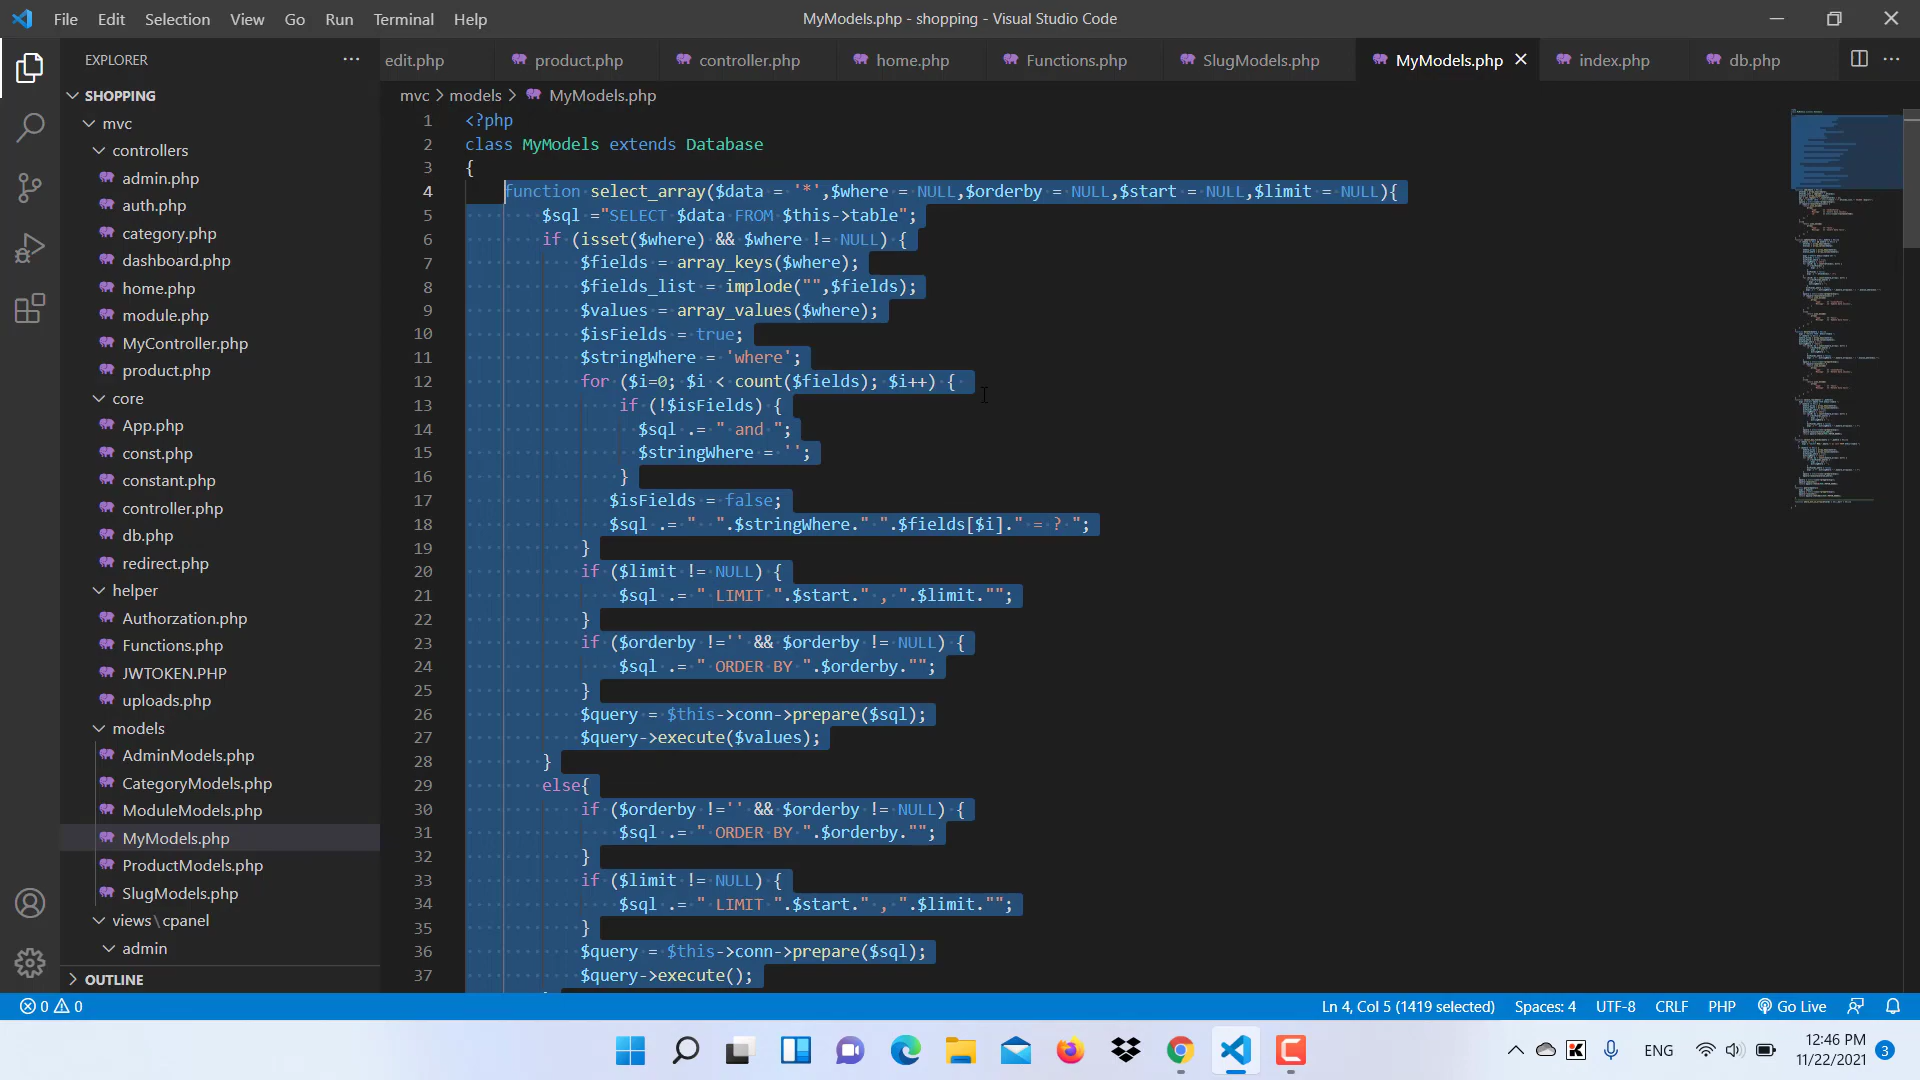 File Edit Selection View Go Run Terminal Help
MyModels.php - shopping - Visual Studio Code
EXPLORER
edit.php product.php controller.php home.php Functions.php SlugModels.php MyModels.php index.php db.php
mvc > models > MyModels.php
SHOPPING
mvc
controllers
admin.php
auth.php
category.php
dashboard.php
home.php
module.php
MyController.php
product.php
core
App.php
const.php
constant.php
controller.php
db.php
redirect.php
helper
Authorzation.php
Functions.php
JWTOKEN.PHP
uploads.php
models
AdminModels.php
CategoryModels.php
ModuleModels.php
MyModels.php
ProductModels.php
SlugModels.php
views\cpanel
admin
OUTLINE
1 <?php
2 class MyModels extends Database
3 {
4 function select_array($data = '*',$where = NULL,$orderby = NULL,$start = NULL,$limit = NULL){
5 $sql ="SELECT $data FROM $this->table";
6 if (isset($where) && $where != NULL) {
7 $fields = array_keys($where);
8 $fields_list = implode("",$fields);
9 $values = array_values($where);
10 $isFields = true;
11 $stringWhere = 'where';
12 for ($i=0; $i < count($fields); $i++) {
13 if (!$isFields) {
14 $sql .= " and ";
15 $stringWhere = '';
16 }
17 $isFields = false;
18 $sql .= "  ".$stringWhere." ".$fields[$i]." = ? ";
19 }
20 if ($limit != NULL) {
21 $sql .= " LIMIT ".$start." , ".$limit."";
22 }
23 if ($orderby !='' && $orderby != NULL) {
24 $sql .= " ORDER BY ".$orderby."";
25 }
26 $query = $this->conn->prepare($sql);
27 $query->execute($values);
28 }
29 else{
30 if ($orderby !='' && $orderby != NULL) {
31 $sql .= " ORDER BY ".$orderby."";
32 }
33 if ($limit != NULL) {
34 $sql .= " LIMIT ".$start." , ".$limit."";
35 }
36 $query = $this->conn->prepare($sql);
37 $query->execute();
0 0
Ln 4, Col 5 (1419 selected) Spaces: 4 UTF-8 CRLF PHP Go Live
ENG
12:46 PM
11/22/2021
3